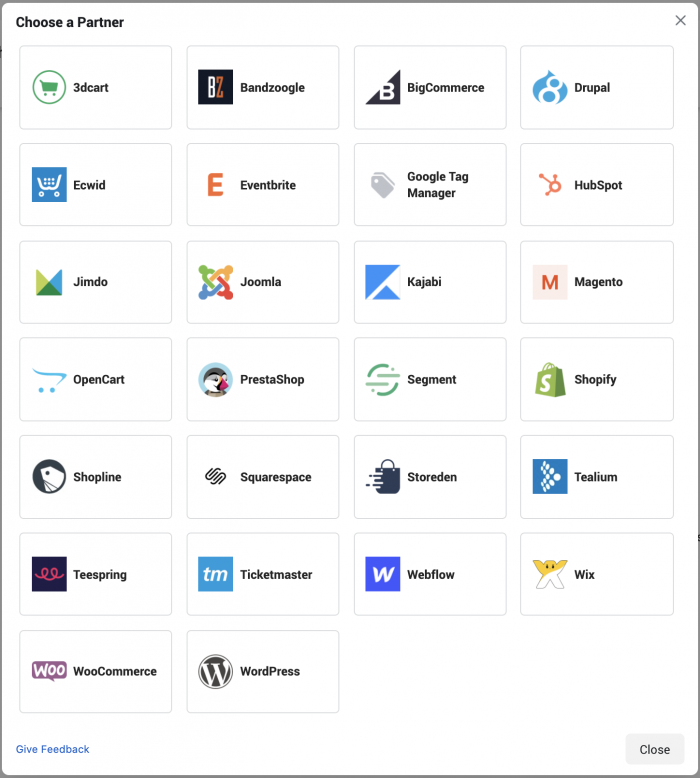 Choose a Partner
3dcart
BZ Bandzoogle
B BigCommerce
Drupal
Ecwid
E Eventbrite
Google Tag
Manager
HubSpot
Jimdo
Joomla
Kajabi
M Magento
OpenCart
PrestaShop
Segment
S Shopify
Shopline
Squarespace
Storeden
Tealium
Teespring
tm Ticketmaster
W Webflow
Wix
WOO WooCommerce
W WordPress
Give Feedback
Close